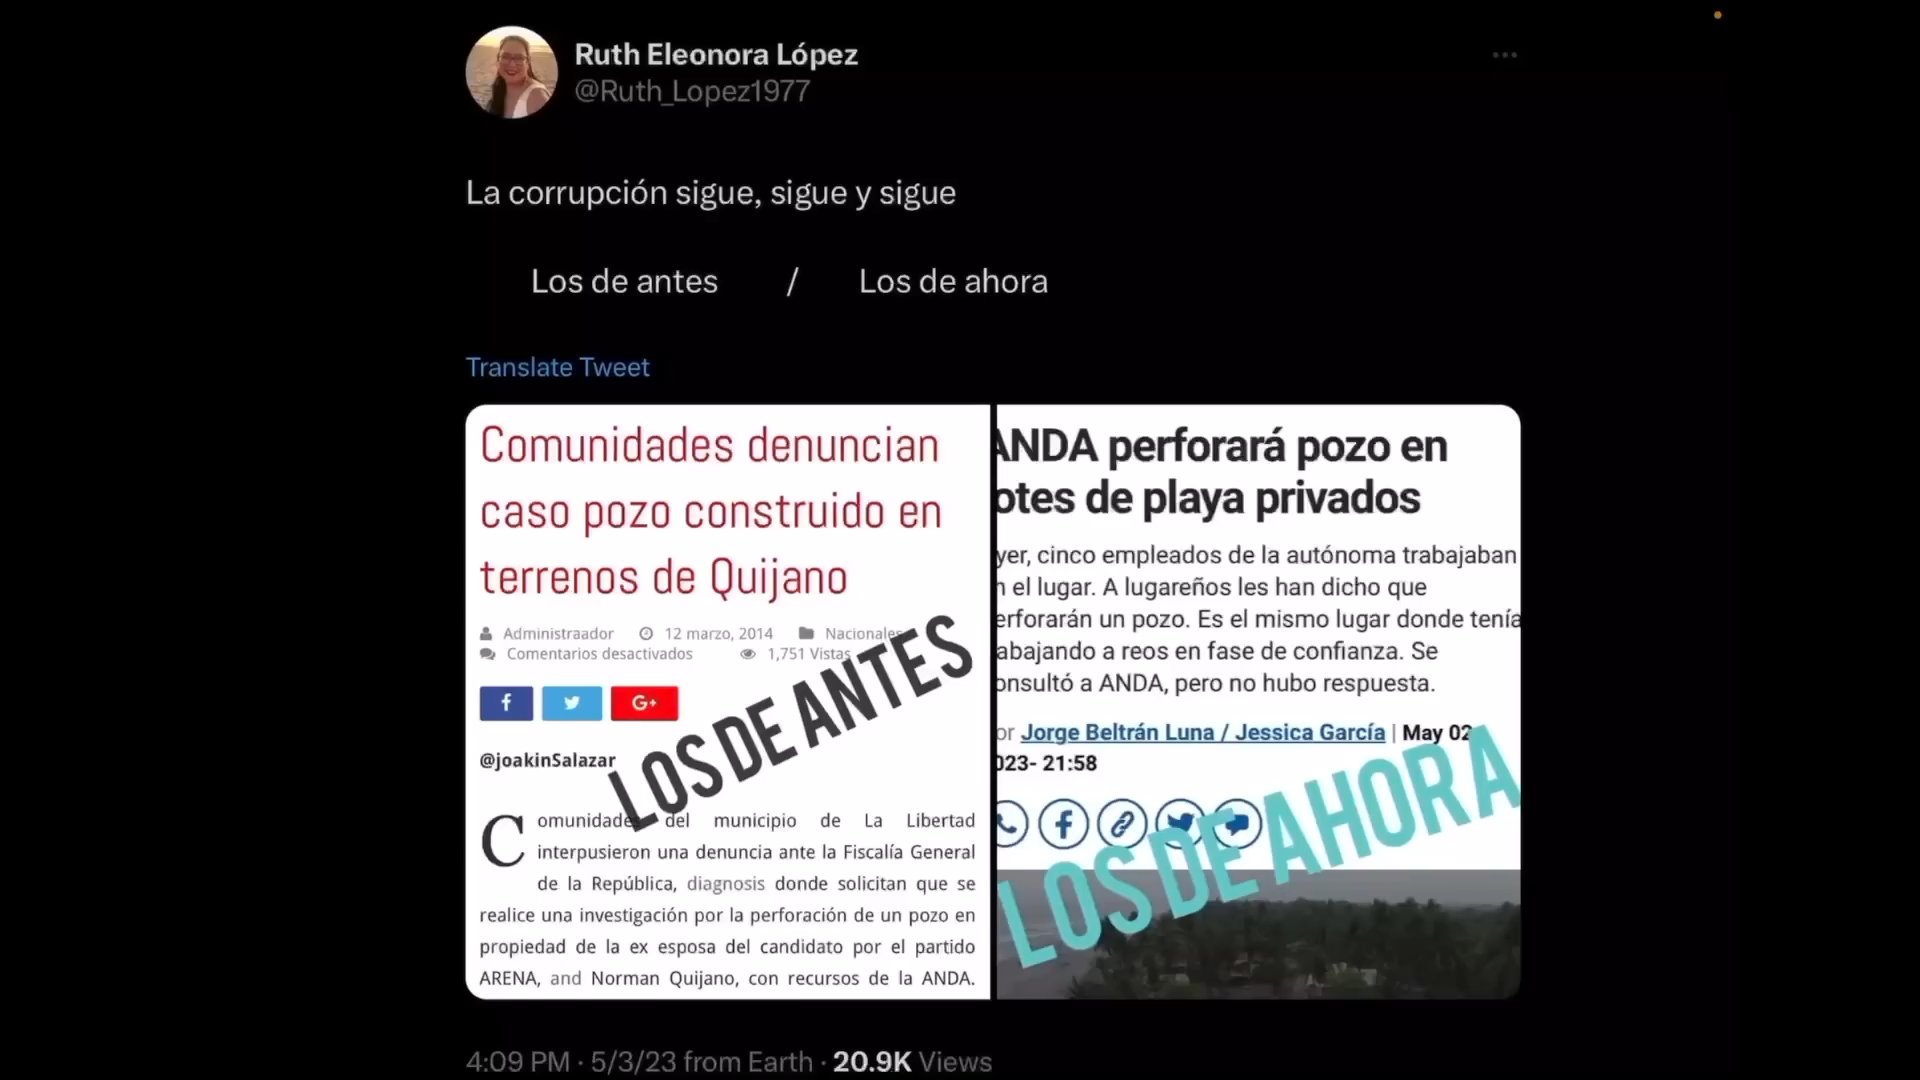 Ruth Eleonora López
@Ruth_Lopez1977
La corrupción sigue, sigue y sigue
Los de antes / Los de ahora
Translate Tweet
Comunidades denuncian
caso pozo construido en
terrenos de Quijano
Administraador 12 marzo, 2014 Nacionales
Comentarios desactivados 1,751 Vistas
f G+
@joakinSalazar
LOS DE ANTES
Comunidades del municipio de La Libertad
interpusieron una denuncia ante la Fiscalía General
de la República, diagnosis donde solicitan que se
realice una investigación por la perforación de un pozo en
propiedad de la ex esposa del candidato por el partido
ARENA, and Norman Quijano, con recursos de la ANDA.
ANDA perforará pozo en
otes de playa privados
yer, cinco empleados de la autónoma trabajaban
n el lugar. A lugareños les han dicho que
erforarán un pozo. Es el mismo lugar donde tenía
abajando a reos en fase de confianza. Se
onsultó a ANDA, pero no hubo respuesta.
or Jorge Beltrán Luna / Jessica García | May 02
023- 21:58
LOS DE AHORA
4:09 PM · 5/3/23 from Earth · 20.9K Views